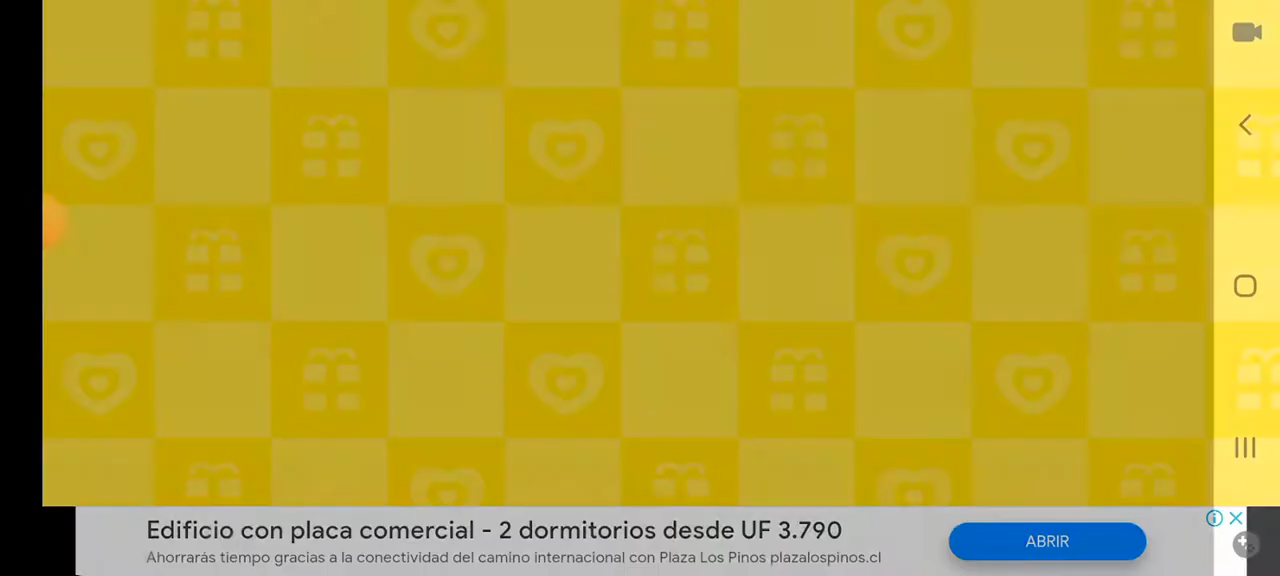 Edificio con placa comercial - 2 dormitorios desde UF 3.790
Ahorrarás tiempo gracias a la conectividad del camino internacional con Plaza Los Pinos plazalospinos.cl
ABRIR